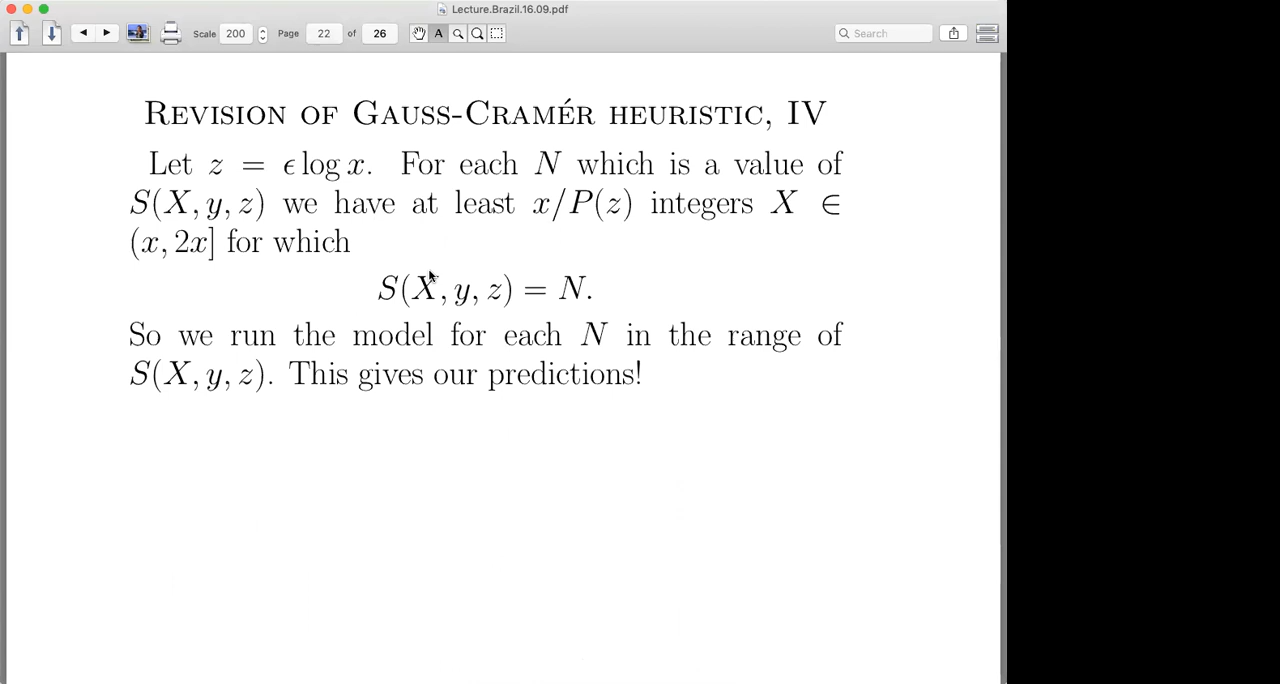 Lecture.Brazil.16.09.pdf
Scale 200 Page 22 of 26 A Search
REVISION OF GAUSS-CRAMÉR HEURISTIC, IV
Let z = ϵ log x. For each N which is a value of
S(X, y, z) we have at least x/P(z) integers X ∈
(x, 2x] for which
S(X, y, z) = N.
So we run the model for each N in the range of
S(X, y, z). This gives our predictions!